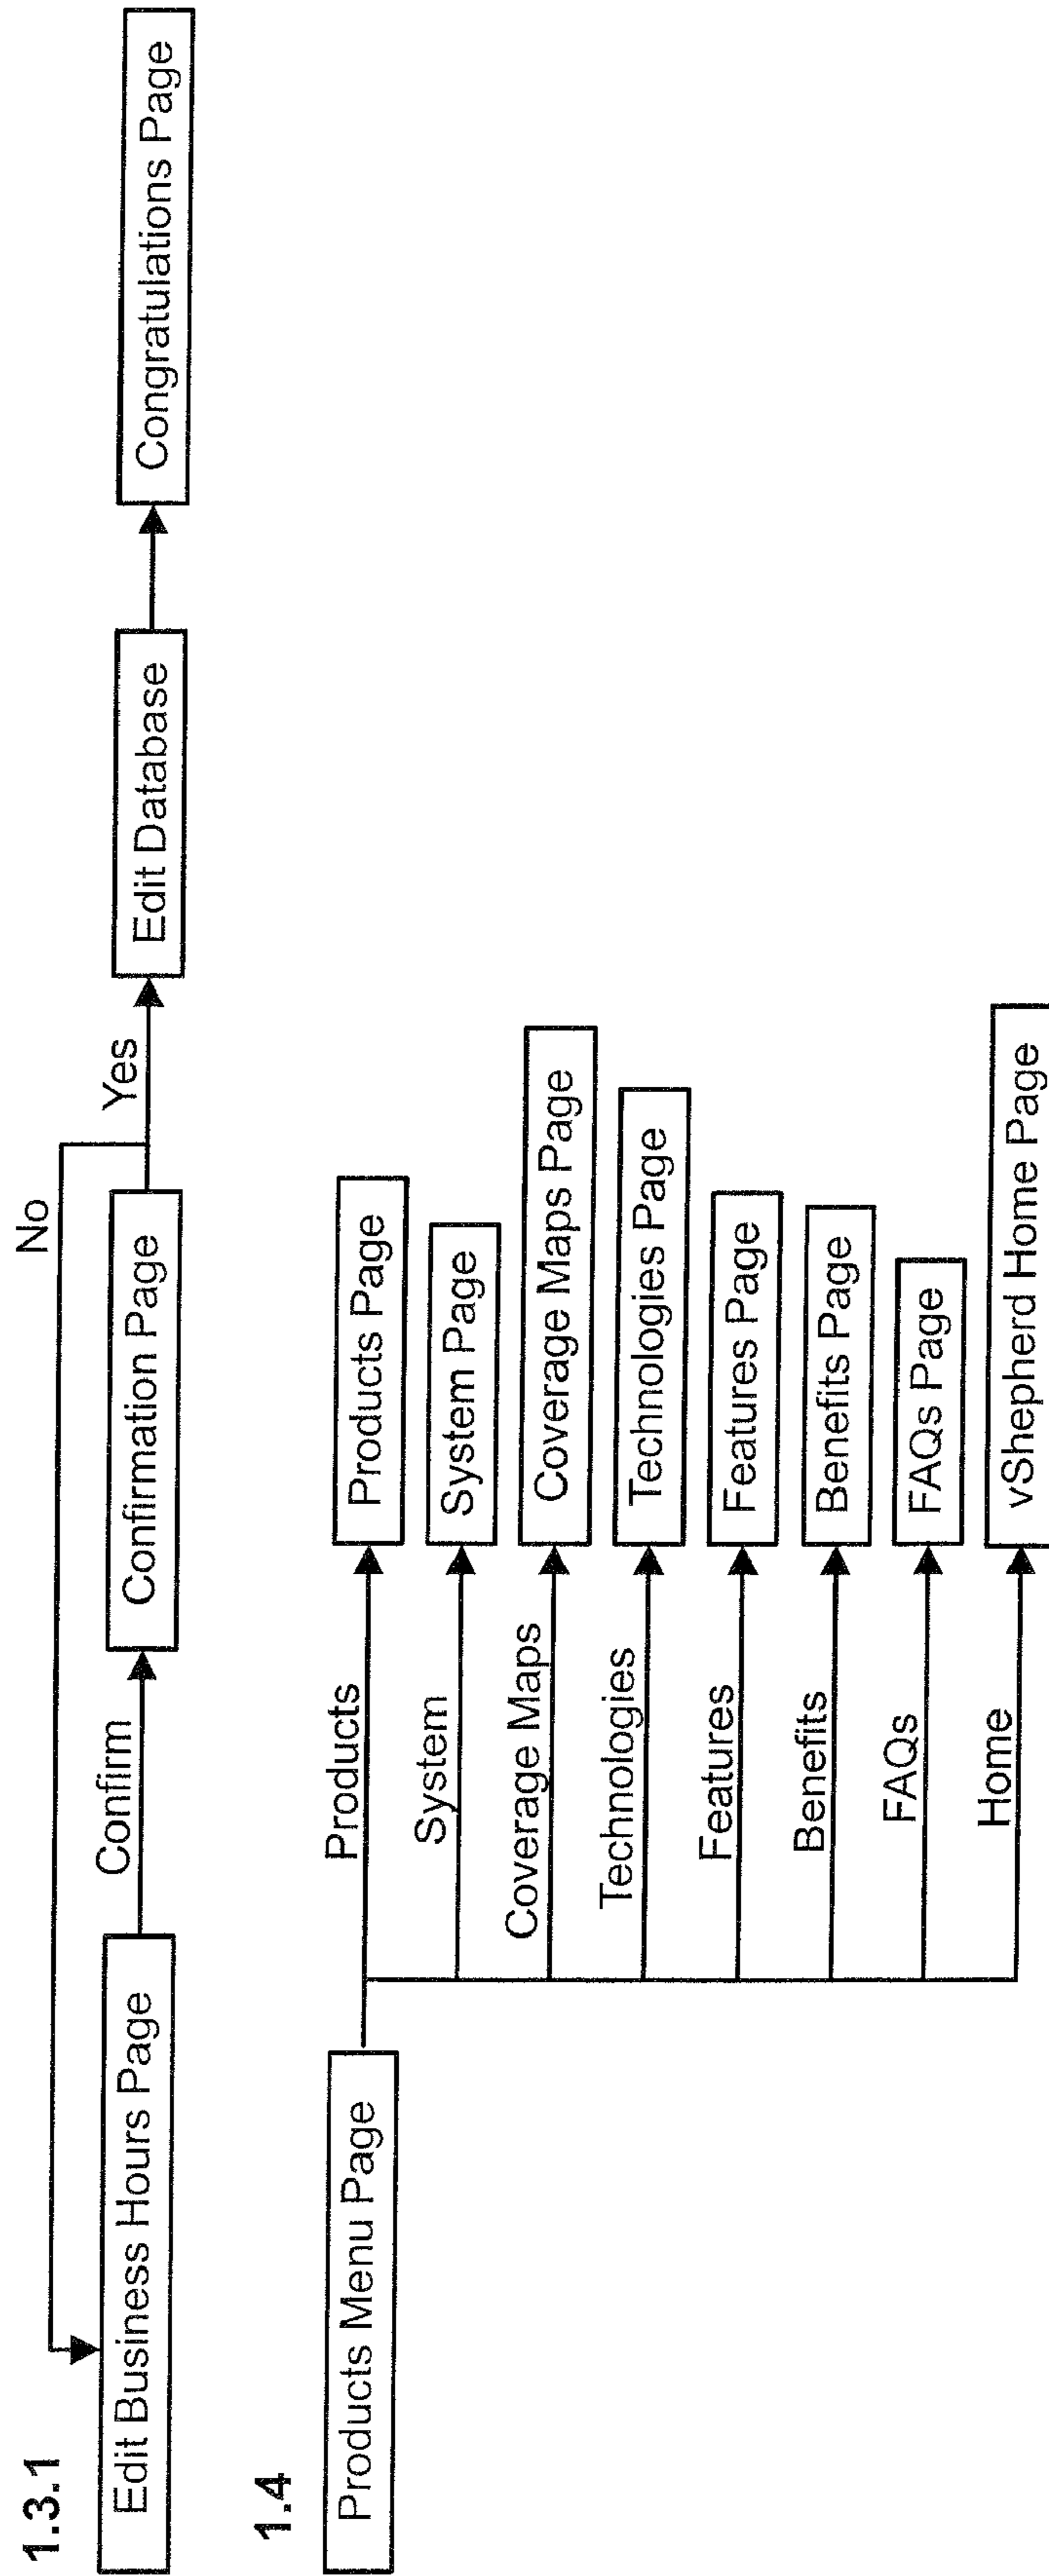 1.3.1
Edit Business Hours Page
Confirm
Confirmation Page
No
Yes
Edit Database
Congratulations Page
1.4
Products Menu Page
Products
Products Page
System
System Page
Coverage Maps
Coverage Maps Page
Technologies
Technologies Page
Features
Features Page
Benefits
Benefits Page
FAQs
FAQs Page
Home
vShepherd Home Page